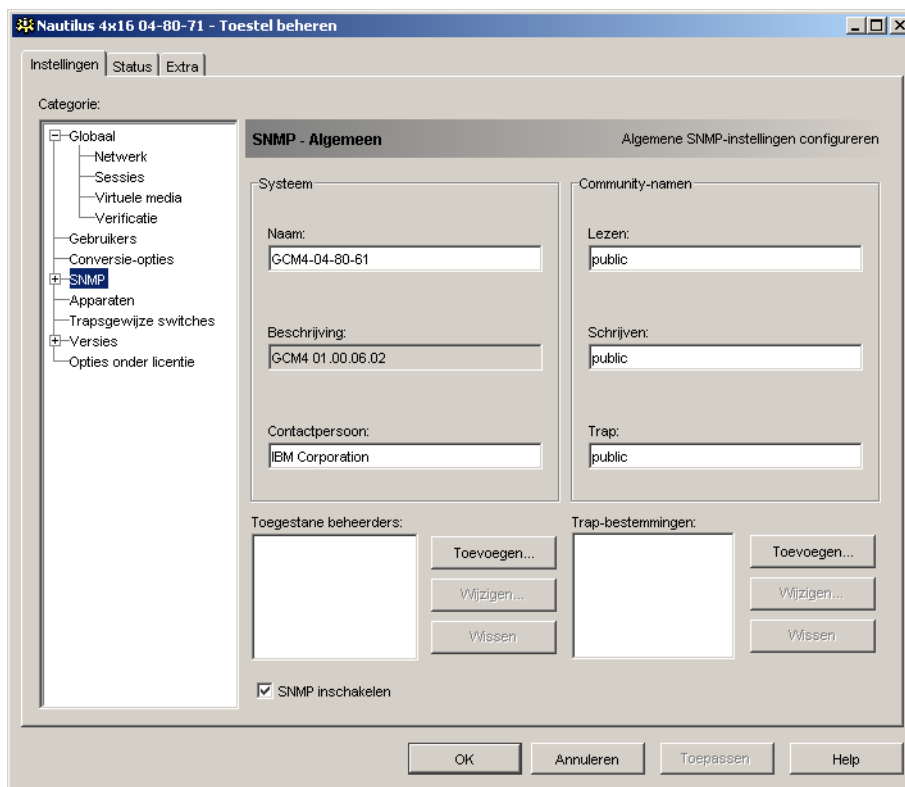 Nautilus 4x16 04-80-71 - Toestel beheren
Instellingen Status Extra
Categorie:
Globaal
Netwerk
Sessies
Virtuele media
Verificatie
Gebruikers
Conversie-opties
SNMP
Apparaten
Trapsgewijze switches
Versies
Opties onder licentie
SNMP - Algemeen Algemene SNMP-instellingen configureren
Systeem
Naam:
GCM4-04-80-61
Beschrijving:
GCM4 01.00.06.02
Contactpersoon:
IBM Corporation
Community-namen
Lezen:
public
Schrijven:
public
Trap:
public
Toegestane beheerders:
Toevoegen...
Wijzigen...
Wissen
Trap-bestemmingen:
Toevoegen...
Wijzigen...
Wissen
SNMP inschakelen
OK Annuleren Toepassen Help